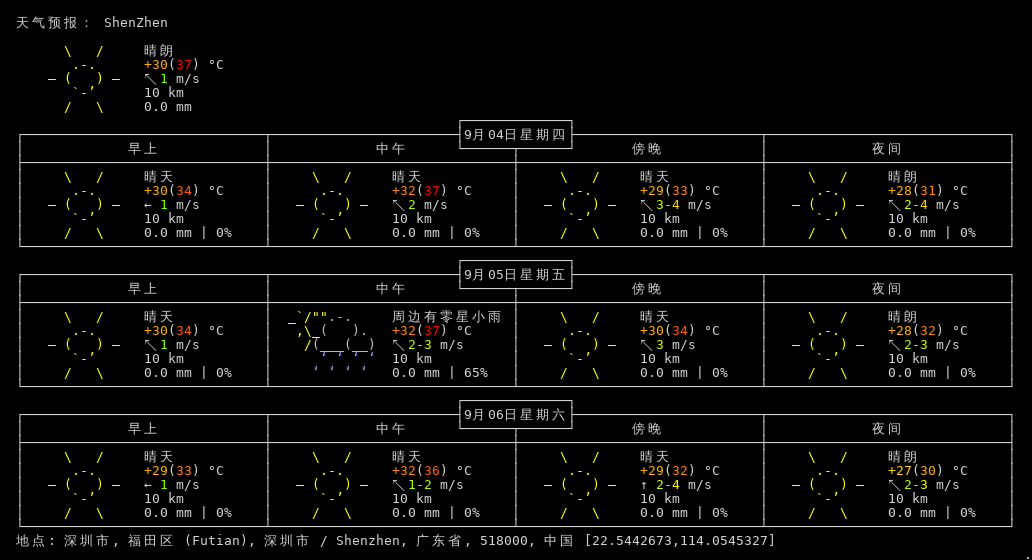 天气预报： ShenZhen
晴朗
+30(37) °C
↖ 1 m/s
10 km
0.0 mm
9月04日星期四
早上 中午 傍晚 夜间
晴天 晴天 晴天 晴朗
+30(34) °C +32(37) °C +29(33) °C +28(31) °C
← 1 m/s ↖ 2 m/s ↖ 3-4 m/s ↖ 2-4 m/s
10 km 10 km 10 km 10 km
0.0 mm | 0% 0.0 mm | 0% 0.0 mm | 0% 0.0 mm | 0%
9月05日星期五
早上 中午 傍晚 夜间
晴天 周边有零星小雨 晴天 晴朗
+30(34) °C +32(37) °C +30(34) °C +28(32) °C
↖ 1 m/s ↖ 2-3 m/s ↖ 3 m/s ↖ 2-3 m/s
10 km 10 km 10 km 10 km
0.0 mm | 0% 0.0 mm | 65% 0.0 mm | 0% 0.0 mm | 0%
9月06日星期六
早上 中午 傍晚 夜间
晴天 晴天 晴天 晴朗
+29(33) °C +32(36) °C +29(32) °C +27(30) °C
← 1 m/s ↖ 1-2 m/s ↑ 2-4 m/s ↖ 2-3 m/s
10 km 10 km 10 km 10 km
0.0 mm | 0% 0.0 mm | 0% 0.0 mm | 0% 0.0 mm | 0%
地点: 深圳市, 福田区 (Futian), 深圳市 / Shenzhen, 广东省, 518000, 中国 [22.5442673,114.0545327]